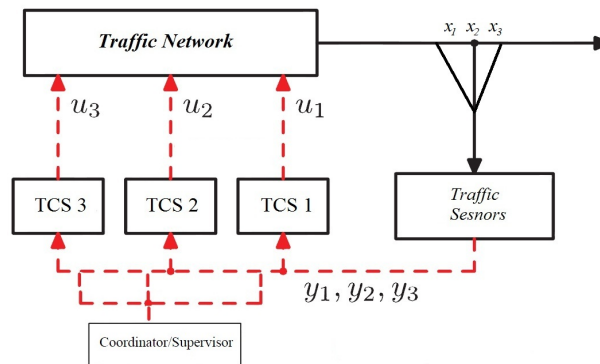 Traffic Network
x1 x2 x3
u3
u2
u1
TCS 3
TCS 2
TCS 1
Traffic
Sesnors
y1, y2, y3
Coordinator/Supervisor